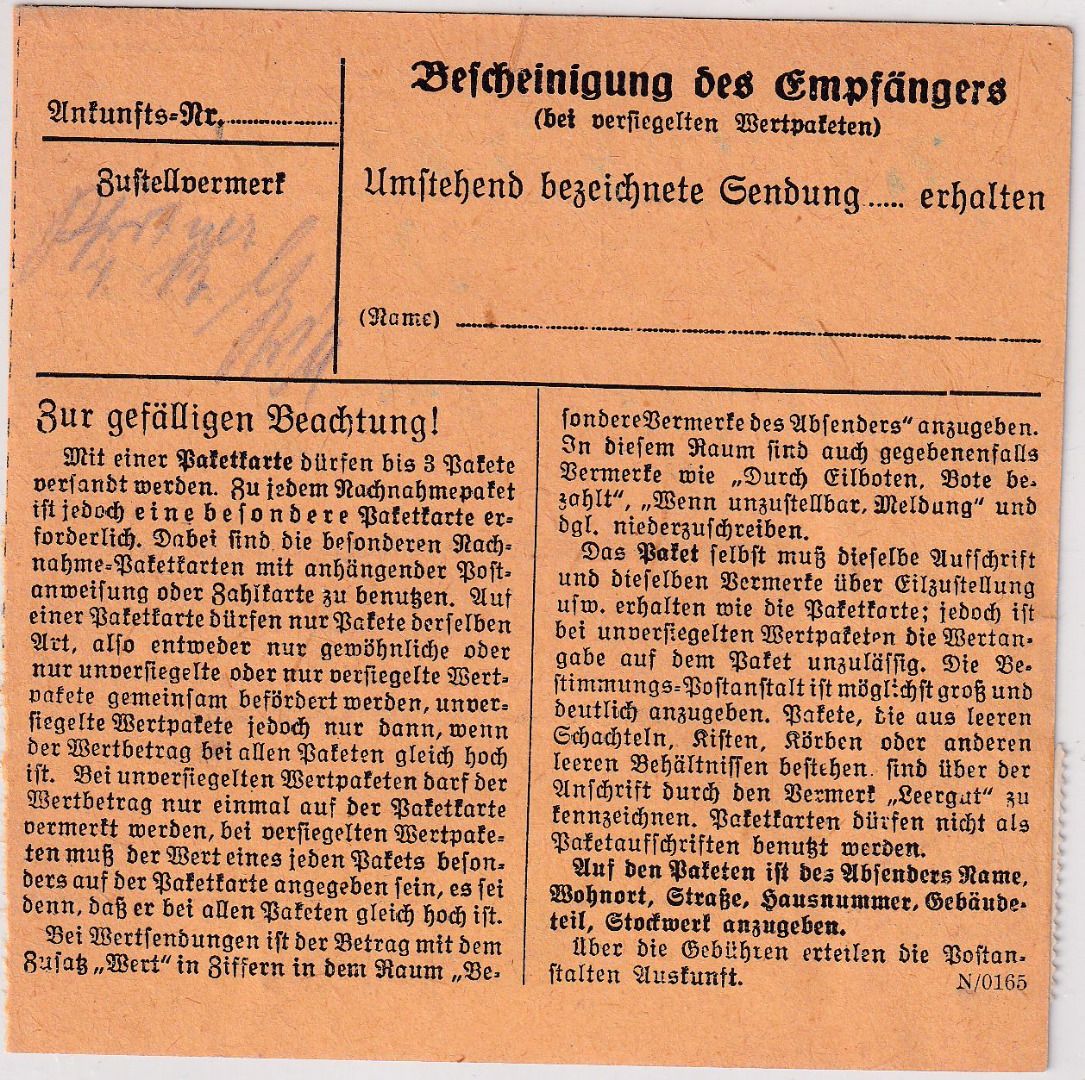 Ankunfts-Nr. ................
Zustellvermerk
Bescheinigung des Empfängers
(bei versiegelten Wertpaketen)
Umstehend bezeichnete Sendung ..... erhalten
(Name) ................................................
Zur gefälligen Beachtung!
Mit einer Paketkarte dürfen bis 3 Pakete
versandt werden. Zu jedem Nachnahmepaket
ist jedoch eine besondere Paketkarte er-
forderlich. Dabei sind die besonderen Nach-
nahme-Paketkarten mit anhängender Post-
anweisung oder Zahlkarte zu benutzen. Auf
einer Paketkarte dürfen nur Pakete derselben
Art, also entweder nur gewöhnliche oder
nur unversiegelte oder nur versiegelte Wert-
pakete gemeinsam befördert werden, unver-
siegelte Wertpakete jedoch nur dann, wenn
der Wertbetrag bei allen Paketen gleich hoch
ist. Bei unversiegelten Wertpaketen darf der
Wertbetrag nur einmal auf der Paketkarte
vermerkt werden, bei versiegelten Wertpake-
ten muß der Wert eines jeden Pakets beson-
ders auf der Paketkarte angegeben sein, es sei
denn, daß er bei allen Paketen gleich hoch ist.
Bei Wertsendungen ist der Betrag mit dem
Zusatz „Wert“ in Ziffern in dem Raum „Be-
sondere Vermerke des Absenders“ anzugeben.
In diesem Raum sind auch gegebenenfalls
Vermerke wie „Durch Eilboten, Bote be-
zahlt“, „Wenn unzustellbar, Meldung“ und
dgl. niederzuschreiben.
Das Paket selbst muß dieselbe Aufschrift
und dieselben Vermerke über Eilzustellung
usw. erhalten wie die Paketkarte; jedoch ist
bei unversiegelten Wertpaketen die Wertan-
gabe auf dem Paket unzulässig. Die Be-
stimmungs-Postanstalt ist möglichst groß und
deutlich anzugeben. Pakete, die aus leeren
Schachteln, Kisten, Körben oder anderen
leeren Behältnissen bestehen, sind über der
Anschrift durch den Vermerk „Leergut“ zu
kennzeichnen. Paketkarten dürfen nicht als
Paketaufschriften benutzt werden.
Auf den Paketen ist des Absenders Name,
Wohnort, Straße, Hausnummer, Gebäude-
teil, Stockwerk anzugeben.
Über die Gebühren erteilen die Postan-
stalten Auskunft.
N/0165